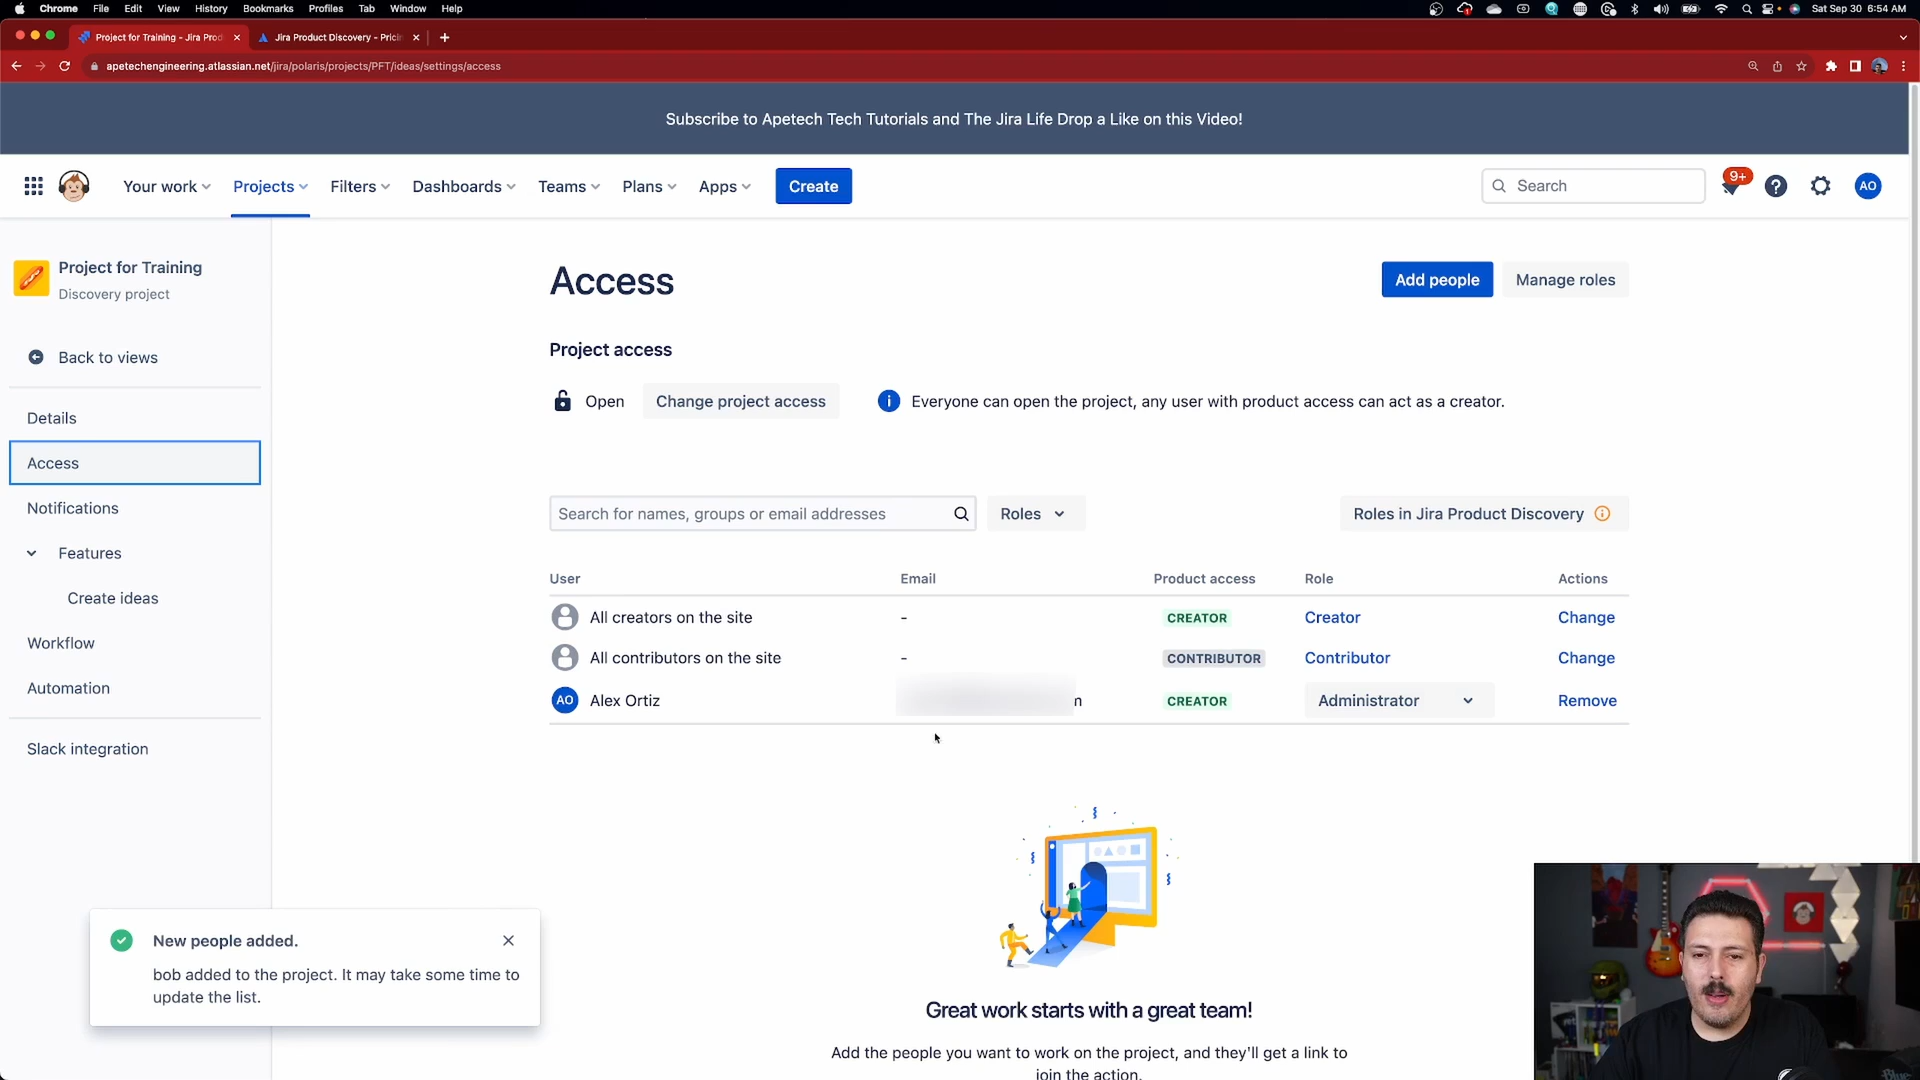 Chrome File Edit View History Bookmarks Profiles Tab Window Help
Sat Sep 30 6:54 AM
Project for Training - Jira Prod
Jira Product Discovery - Pricin
apetechengineering.atlassian.net/jira/polaris/projects/PFT/ideas/settings/access
Subscribe to Apetech Tech Tutorials and The Jira Life Drop a Like on this Video!
Your work Projects Filters Dashboards Teams Plans Apps Create Search 9+ AO
Project for Training
Discovery project
Back to views
Details
Access
Notifications
Features
Create ideas
Workflow
Automation
Slack integration
Access
Add people Manage roles
Project access
Open Change project access Everyone can open the project, any user with product access can act as a creator.
Search for names, groups or email addresses Roles Roles in Jira Product Discovery
User Email Product access Role Actions
All creators on the site - CREATOR Creator Change
All contributors on the site - CONTRIBUTOR Contributor Change
AO Alex Ortiz m CREATOR Administrator Remove
Great work starts with a great team!
Add the people you want to work on the project, and they'll get a link to
join the action.
New people added.
bob added to the project. It may take some time to
update the list.